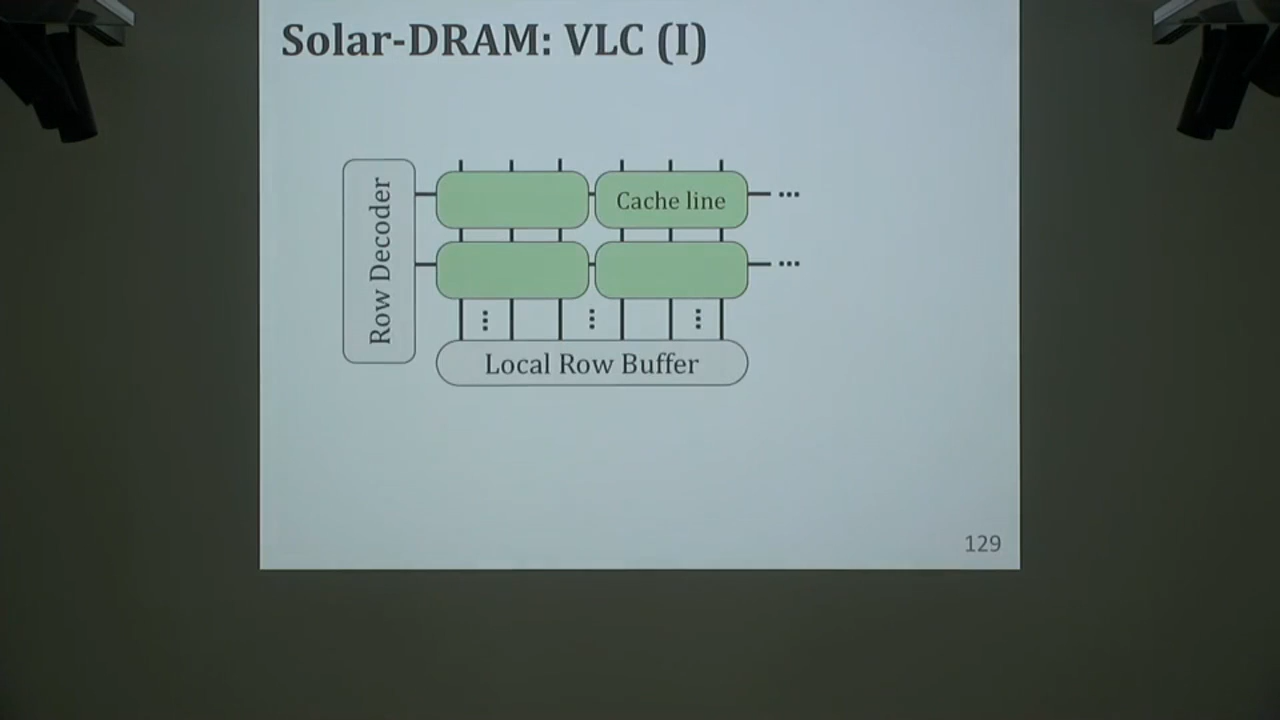 Solar-DRAM: VLC (I)
Row Decoder
Cache line
...
...
Local Row Buffer
129